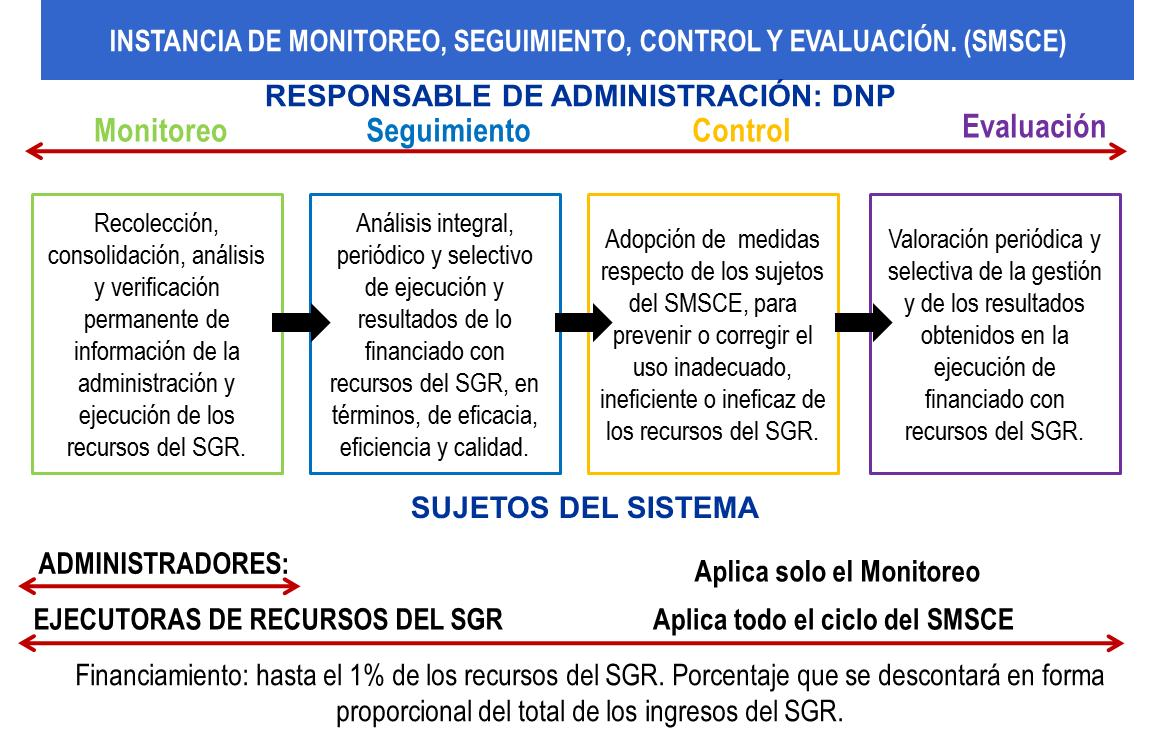 INSTANCIA DE MONITOREO, SEGUIMIENTO, CONTROL Y EVALUACIÓN. (SMSCE)
RESPONSABLE DE ADMINISTRACIÓN: DNP
Monitoreo
Seguimiento
Control
Evaluación
Recolección,
consolidación, análisis
y verificación
permanente de
información de la
administración y
ejecución de los
recursos del SGR.
Análisis integral,
periódico y selectivo
de ejecución y
resultados de lo
financiado con
recursos del SGR, en
términos, de eficacia,
eficiencia y calidad.
Adopción de medidas
respecto de los sujetos
del SMSCE, para
prevenir o corregir el
uso inadecuado,
ineficiente o ineficaz de
los recursos del SGR.
Valoración periódica y
selectiva de la gestión
y de los resultados
obtenidos en la
ejecución de
financiado con
recursos del SGR.
SUJETOS DEL SISTEMA
ADMINISTRADORES:
Aplica solo el Monitoreo
EJECUTORAS DE RECURSOS DEL SGR
Aplica todo el ciclo del SMSCE
Financiamiento: hasta el 1% de los recursos del SGR. Porcentaje que se descontará en forma
proporcional del total de los ingresos del SGR.